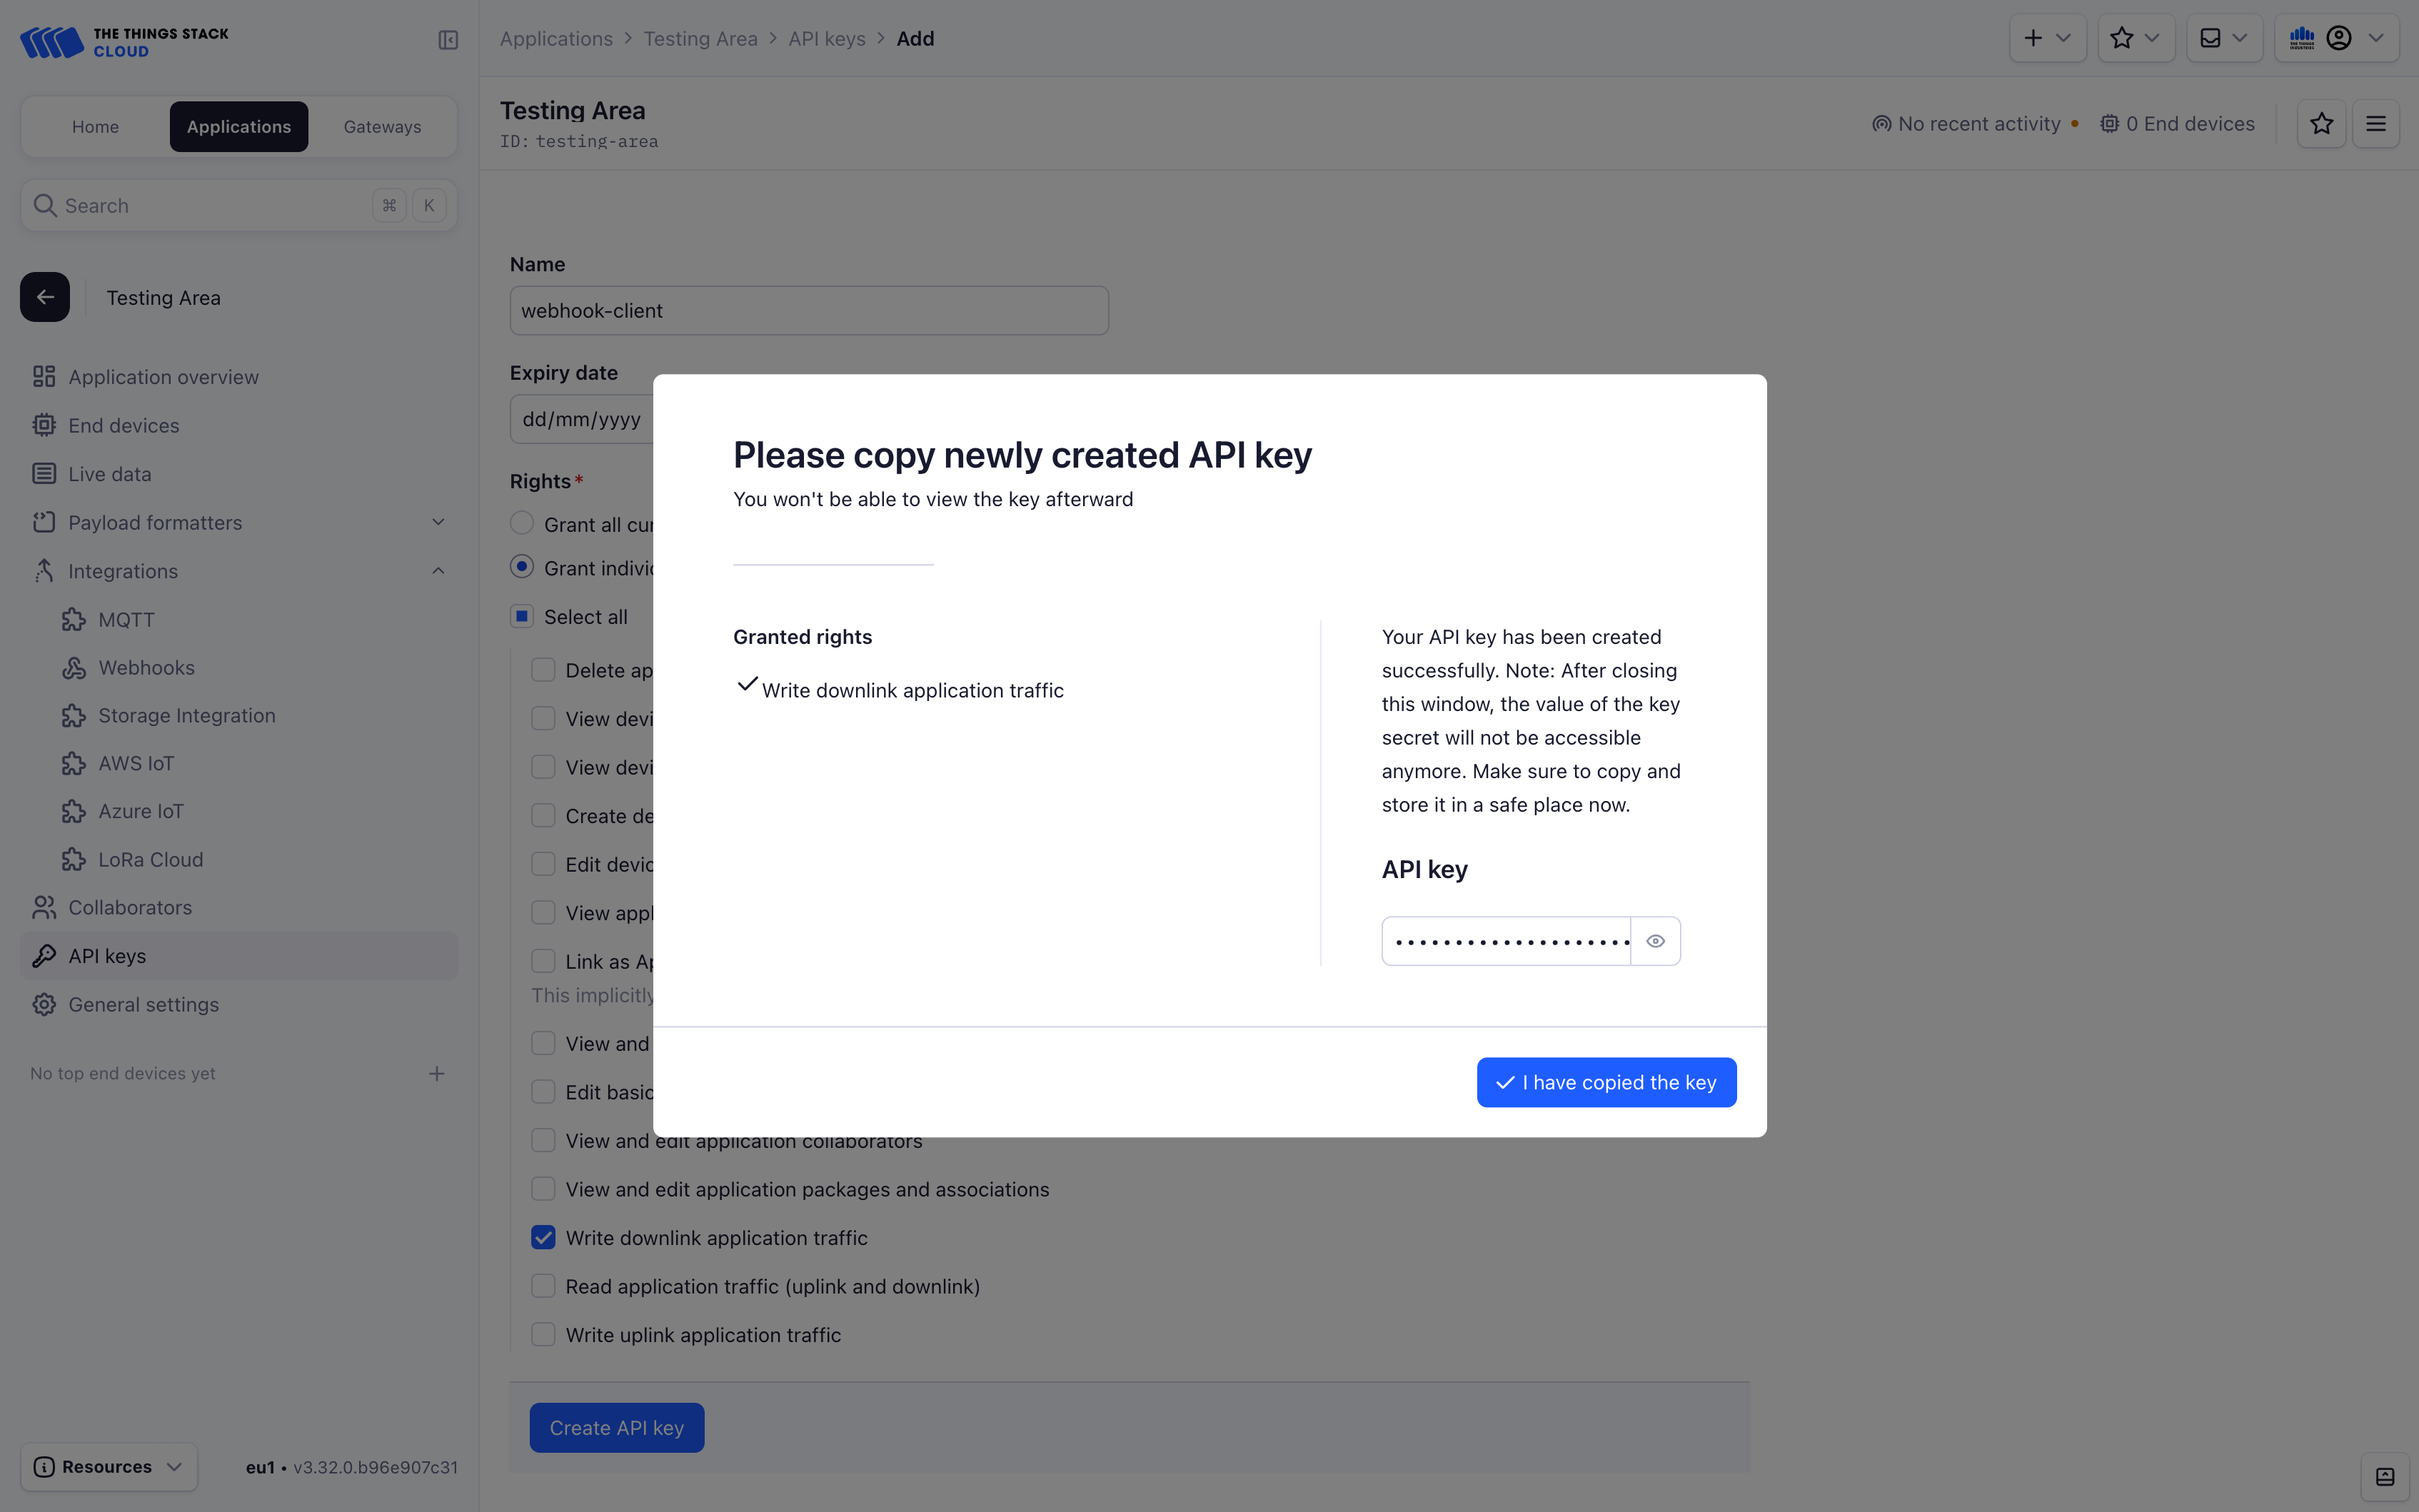 THE THINGS STACK
CLOUD
Home
Applications
Gateways
Search
⌘ K
Testing Area
Application overview
End devices
Live data
Payload formatters
Integrations
MQTT
Webhooks
Storage Integration
AWS IoT
Azure IoT
LoRa Cloud
Collaborators
API keys
General settings
No top end devices yet
Resources
eu1 • v3.32.0.b96e907c31
Applications > Testing Area > API keys > Add
Testing Area
ID: testing-area
No recent activity
0 End devices
Name
webhook-client
Expiry date
dd/mm/yyyy
Rights*
Grant all
Grant
Select all
Delete
View
View
Create
Edit
View
Link as
This implicitly
View and
Edit basic
View and edit application collaborators
View and edit application packages and associations
Write downlink application traffic
Read application traffic (uplink and downlink)
Write uplink application traffic
Create API key
Please copy newly created API key
You won't be able to view the key afterward
Granted rights
Write downlink application traffic
Your API key has been created
successfully. Note: After closing
this window, the value of the key
secret will not be accessible
anymore. Make sure to copy and
store it in a safe place now.
API key
I have copied the key